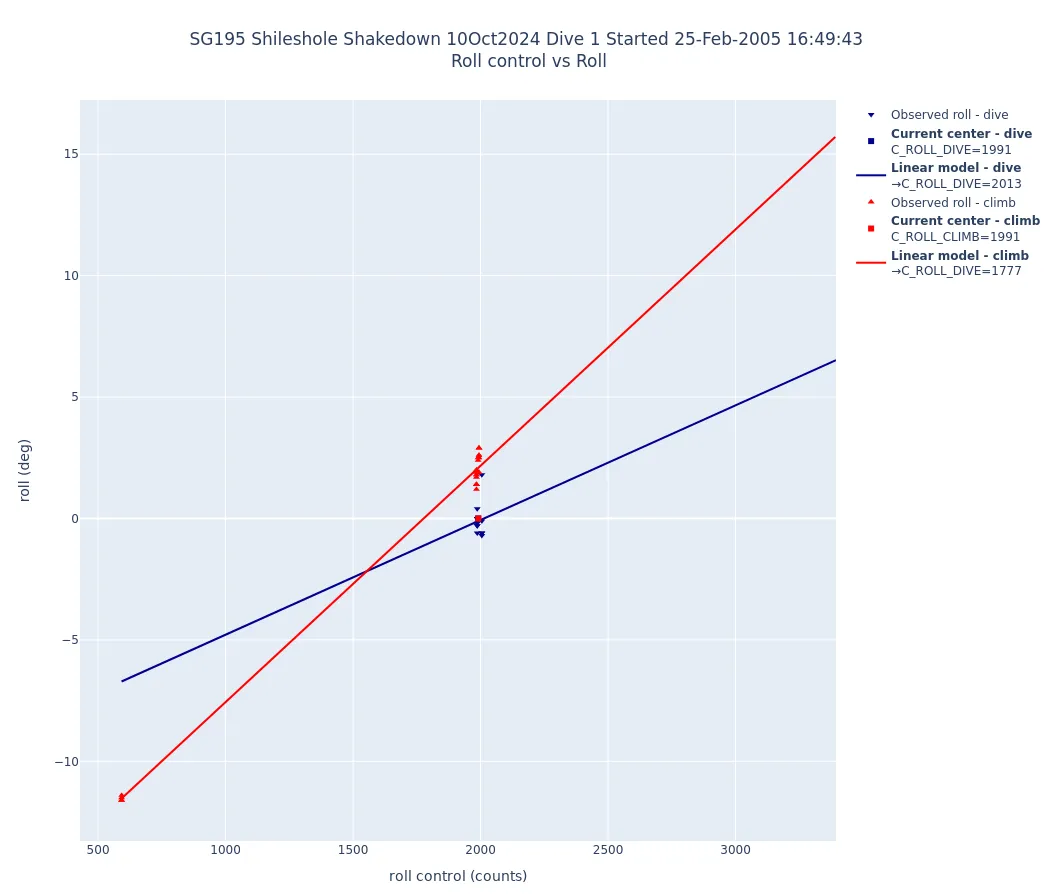 SG195 Shileshole Shakedown 10Oct2024 Dive 1 Started 25-Feb-2005 16:49:43
Roll control vs Roll
Observed roll - dive
Current center - dive
C_ROLL_DIVE=1991
Linear model - dive
→C_ROLL_DIVE=2013
Observed roll - climb
Current center - climb
C_ROLL_CLIMB=1991
Linear model - climb
→C_ROLL_DIVE=1777
15
10
5
0
−5
−10
roll (deg)
500
1000
1500
2000
2500
3000
roll control (counts)